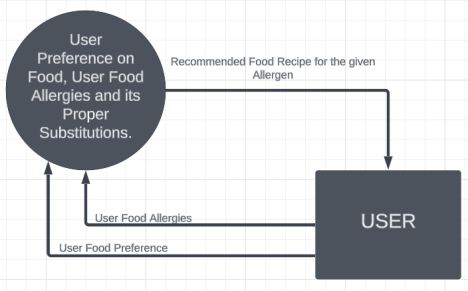 User
Preference on
Food, User Food
Allergies and its
Proper
Substitutions.
Recommended Food Recipe for the given
Allergen
User Food Allergies
USER
User Food Preference